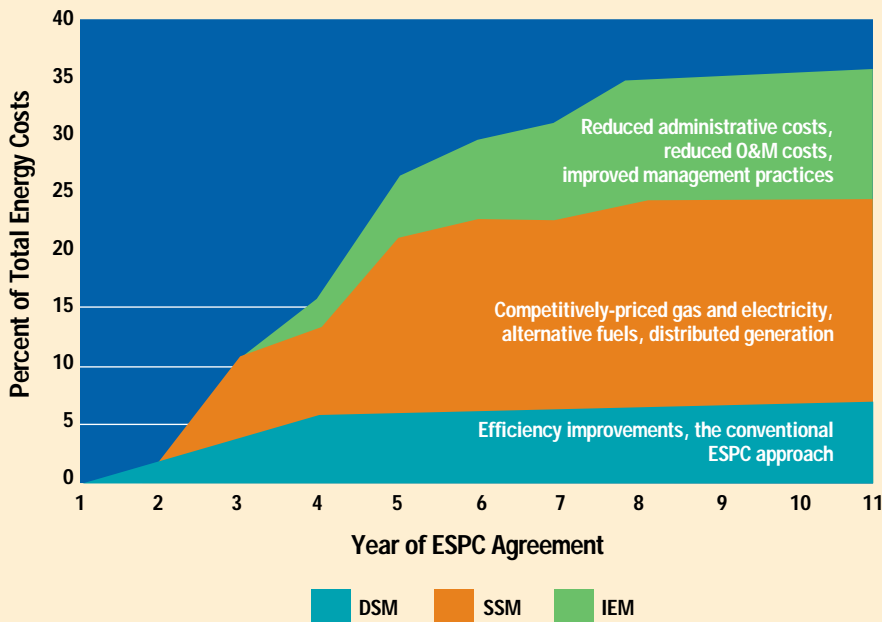 Percent of Total Energy Costs
40
35
30
25
20
15
10
5
0
Reduced administrative costs,
reduced O&M costs,
improved management practices
Competitively-priced gas and electricity,
alternative fuels, distributed generation
Efficiency improvements, the conventional
ESPC approach
1 2 3 4 5 6 7 8 9 10 11
Year of ESPC Agreement
DSM SSM IEM